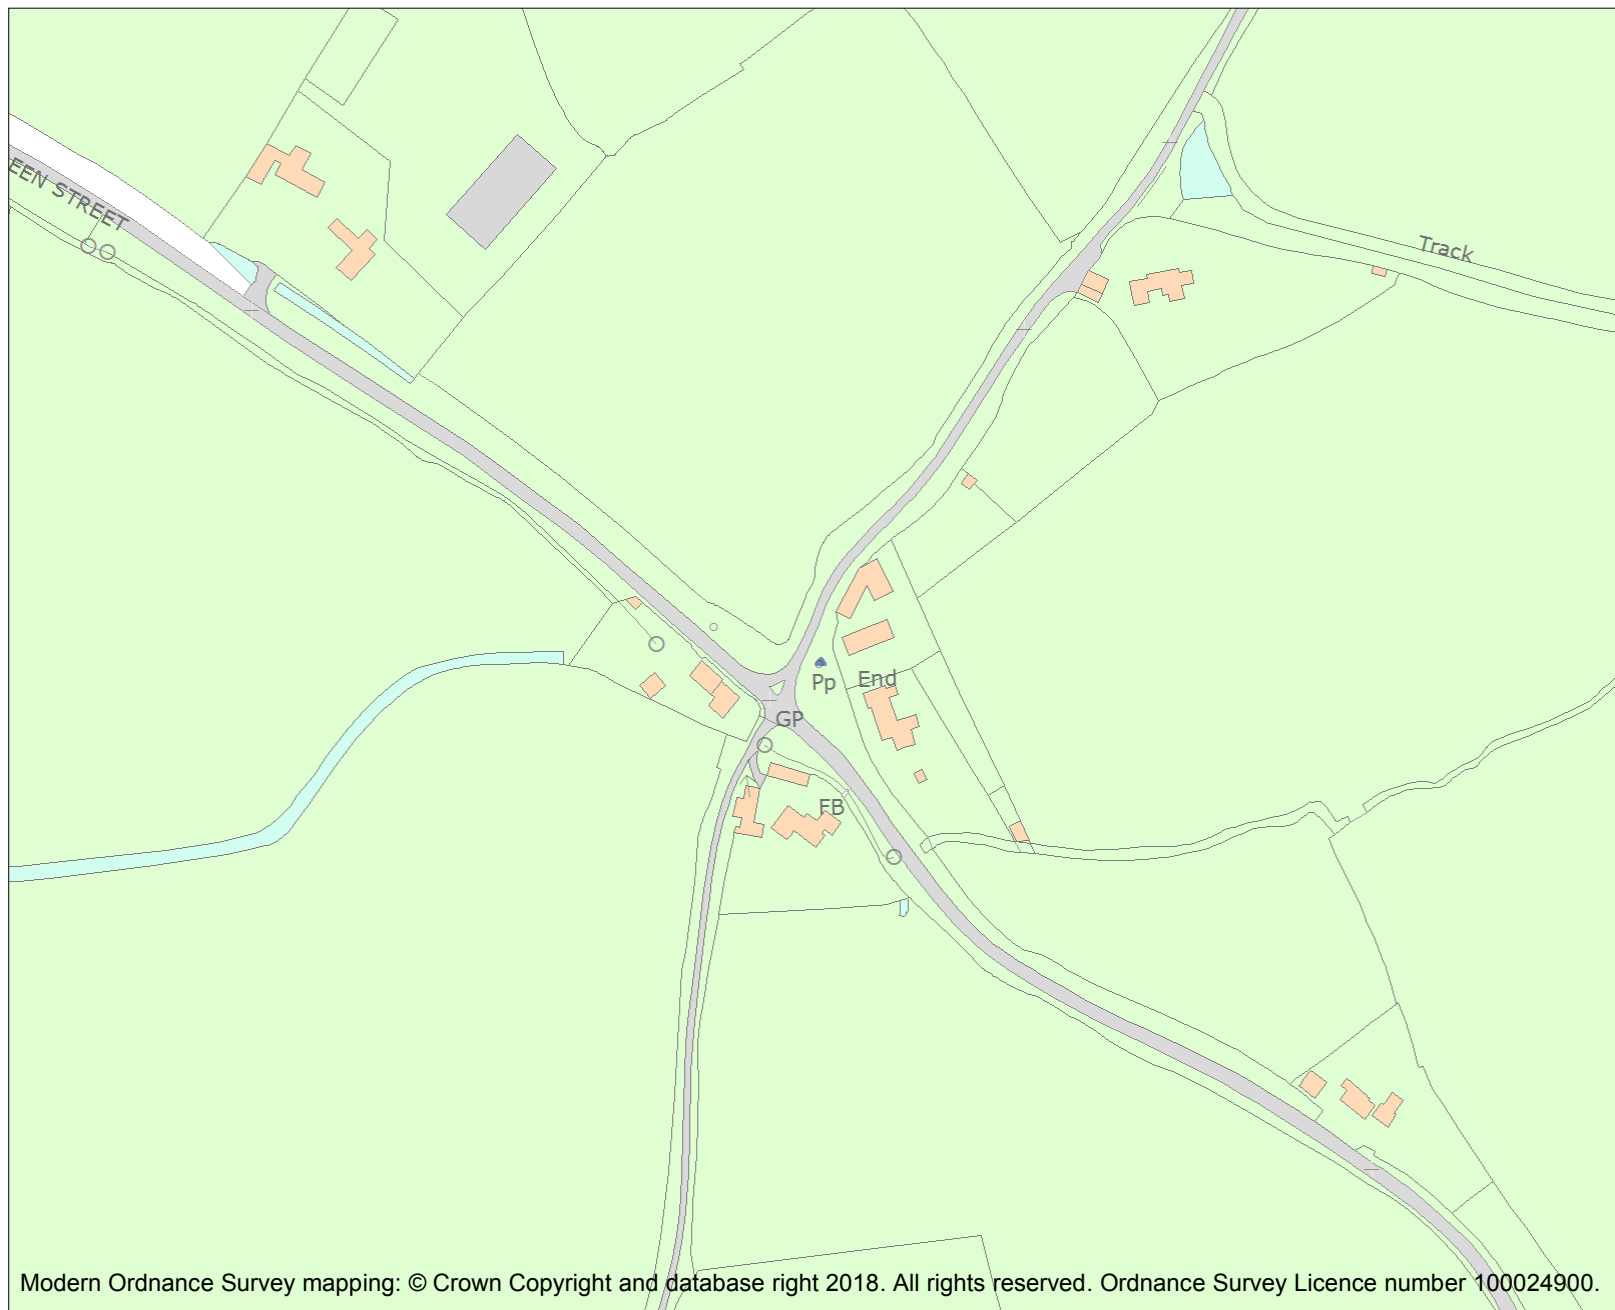 EEN STREET
Track
Pp
End
GP
FB
Modern Ordnance Survey mapping: © Crown Copyright and database right 2018. All rights reserved. Ordnance Survey Licence number 100024900.